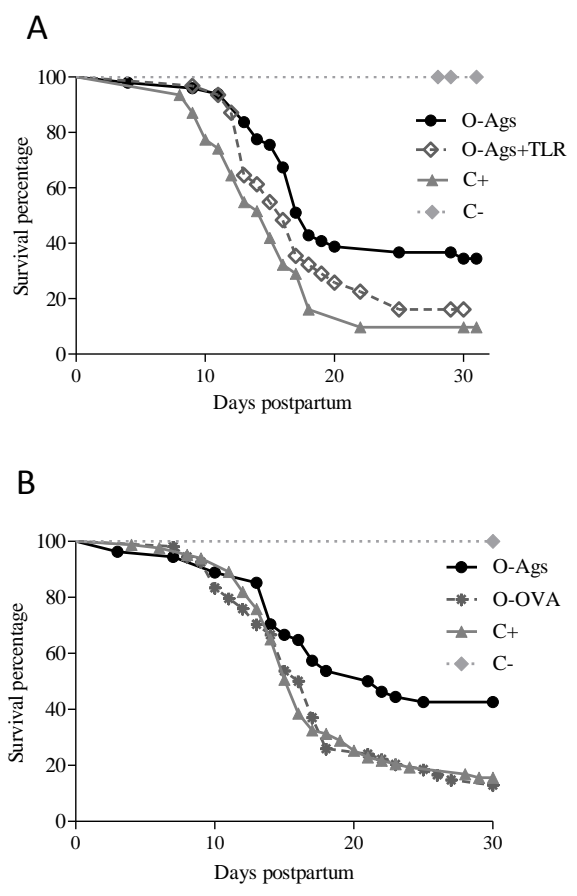 A
100
80
60
40
20
0
Survival percentage
O-Ags
O-Ags+TLR
C+
C-
0 10 20 30
Days postpartum
B
100
80
60
40
20
0
Survival percentage
O-Ags
O-OVA
C+
C-
0 10 20 30
Days postpartum